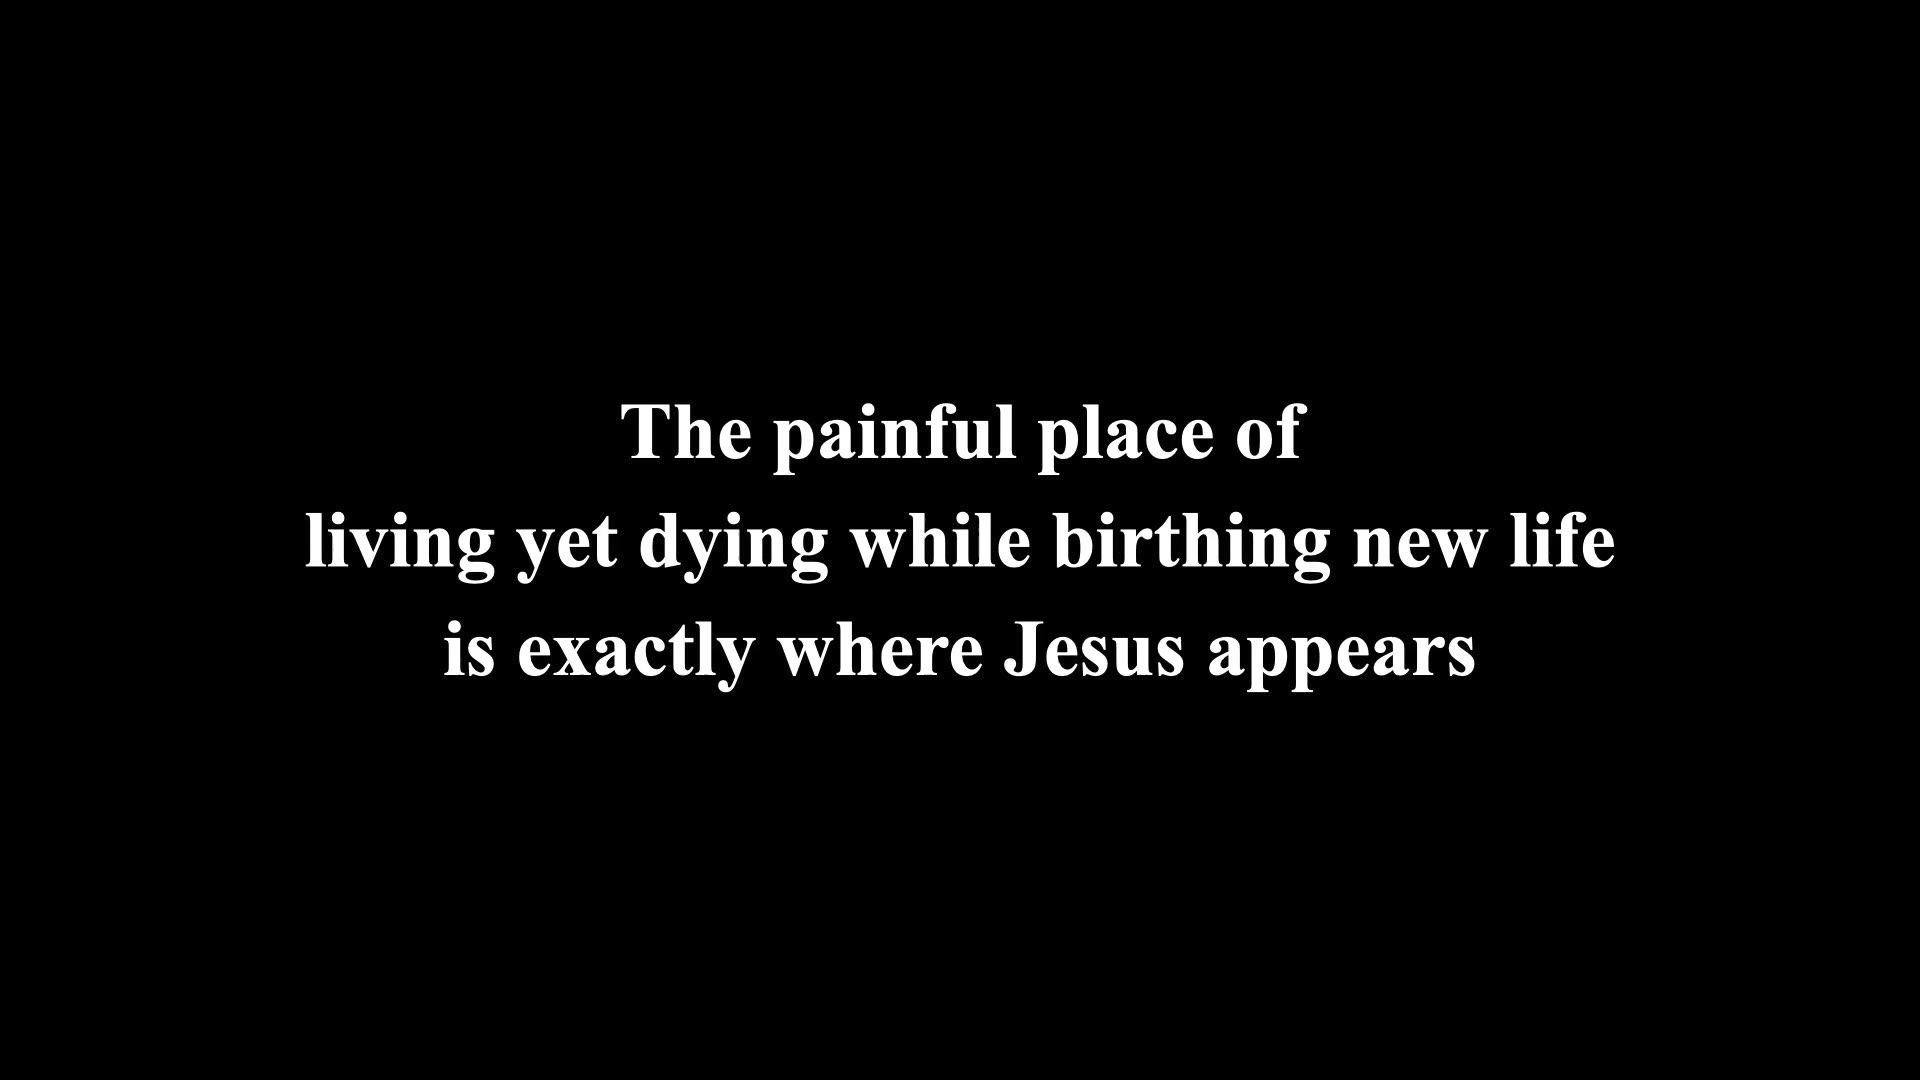 The painful place of
living yet dying while birthing new life
is exactly where Jesus appears